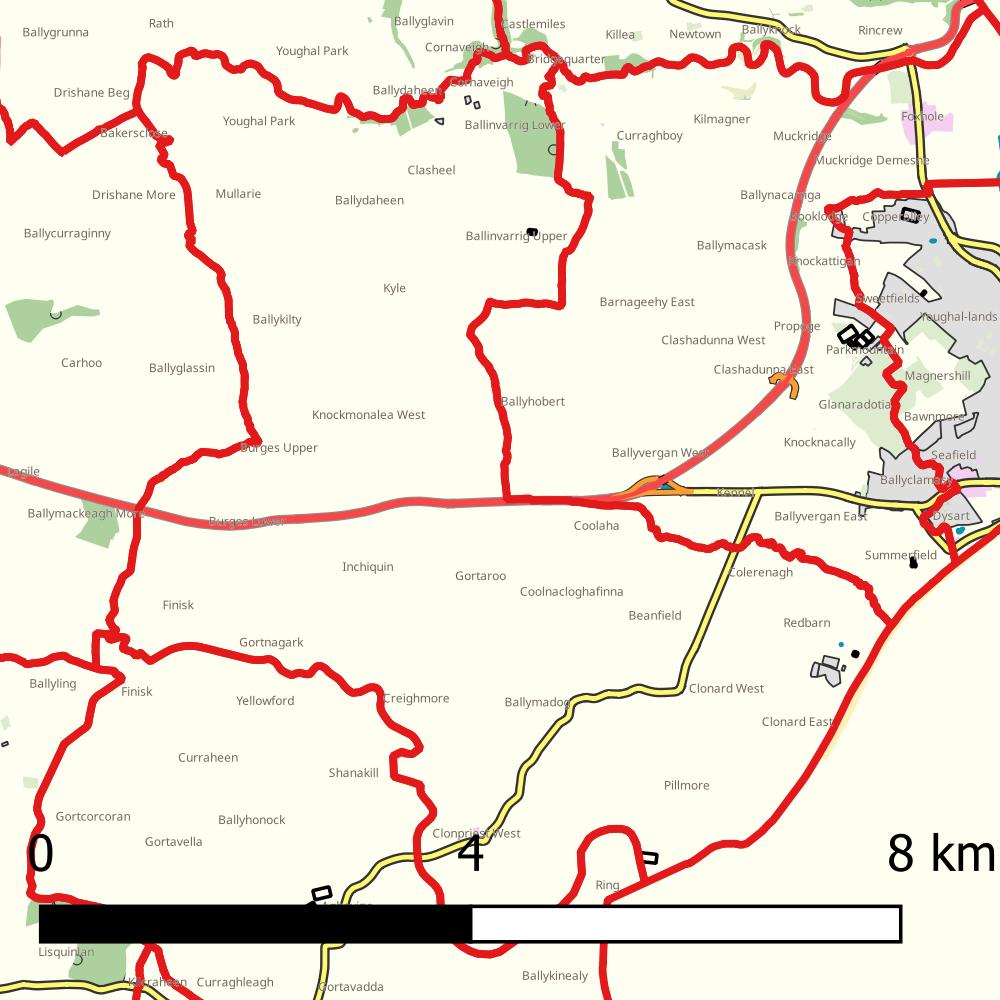 Rath
Ballyglavin
Castlemiles
Ballygrunna
Killea
Newtown
Ballyknock
Rincrew
Youghal Park
Cornaveigh
Bridgequarter
Drishane Beg
Ballydaheen
Cornaveigh
Youghal Park
Ballinvarrig Lower
Kilmagner
Foxhole
Bakersclose
Curraghboy
Muckridge
Clasheel
Muckridge Demesne
Drishane More
Mullarie
Ballydaheen
Ballynacarriga
Rooklodge
Copperalley
Ballycurraginny
Ballinvarrig Upper
Ballymacask
Knockattigan
Kyle
Barnageehy East
Sweetfields
Ballykilty
Propoge
Youghal-lands
Clashadunna West
Parkmountain
Carhoo
Ballyglassin
Clashadunna East
Magnershill
Ballyhobert
Glanaradotia
Knockmonalea West
Bawnmore
Burges Upper
Ballyvergan West
Knocknacally
Seafield
Lagile
Kennel
Ballyclamasy
Ballymackeagh More
Burges Lower
Coolaha
Ballyvergan East
Dysart
Summerfield
Inchiquin
Gortaroo
Colerenagh
Coolnacloghafinna
Finisk
Beanfield
Redbarn
Gortnagark
Ballyling
Finisk
Yellowford
Creighmore
Ballymadog
Clonard West
Clonard East
Curraheen
Shanakill
Pillmore
Gortcorcoran
Ballyhonock
Gortavella
Clonpriest West
0 4 8 km
Ring
Lisquinlan
Karraheen
Curraghleagh
Gortavadda
Ballykinealy